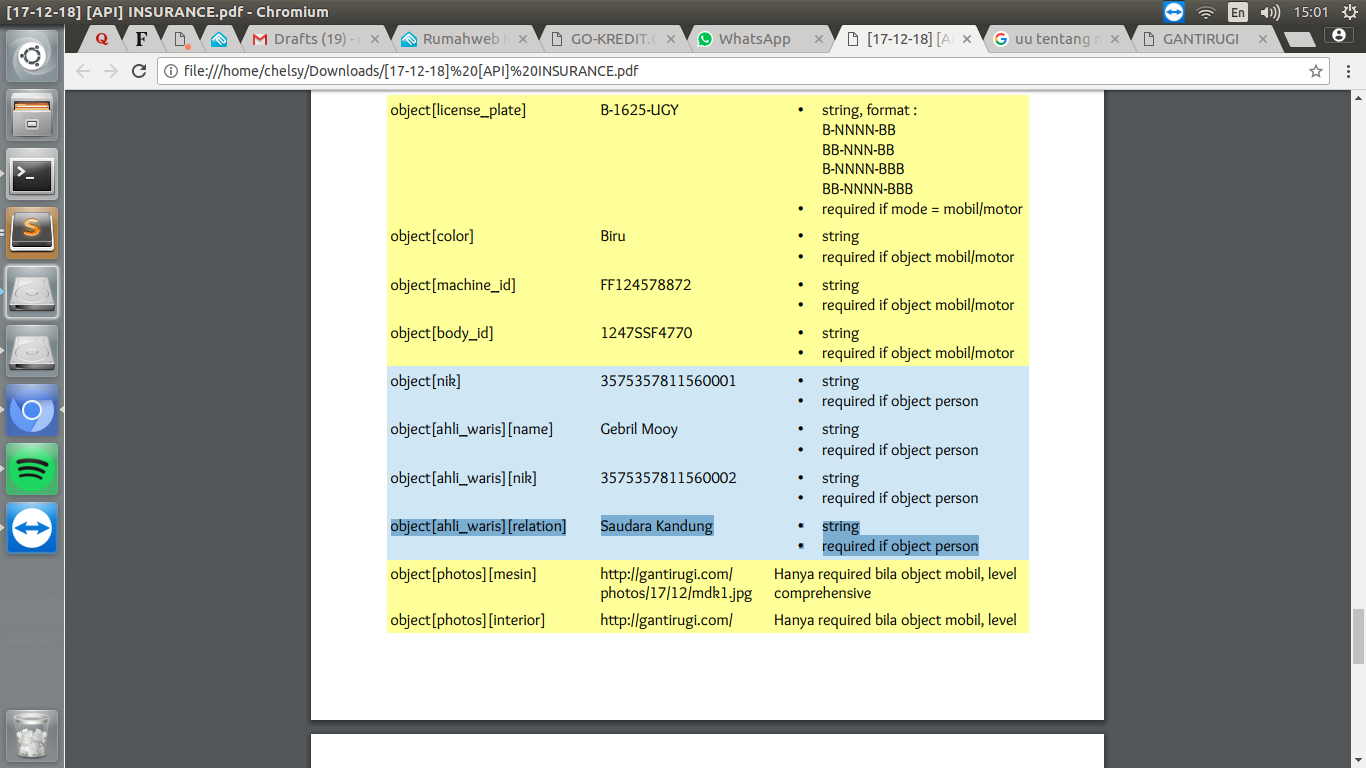 [17-12-18] [API] INSURANCE.pdf - Chromium
En
15:01
Q
F
Drafts (19) -
Rumahweb
GO-KREDIT.
WhatsApp
[17-12-18] [A
uu tentang
GANTIRUGI
file:///home/chelsy/Downloads/[17-12-18]%20[API]%20INSURANCE.pdf
object[license_plate] B-1625-UGY • string, format :
B-NNNN-BB
BB-NNN-BB
B-NNNN-BBB
BB-NNNN-BBB
• required if mode = mobil/motor
object[color] Biru • string
• required if object mobil/motor
object[machine_id] FF124578872 • string
• required if object mobil/motor
object[body_id] 1247SSF4770 • string
• required if object mobil/motor
object[nik] 3575357811560001 • string
• required if object person
object[ahli_waris][name] Gebril Mooy • string
• required if object person
object[ahli_waris][nik] 3575357811560002 • string
• required if object person
object[ahli_waris][relation] Saudara Kandung • string
• required if object person
object[photos][mesin] http://gantirugi.com/ Hanya required bila object mobil, level
photos/17/12/mdk1.jpg comprehensive
object[photos][interior] http://gantirugi.com/ Hanya required bila object mobil, level